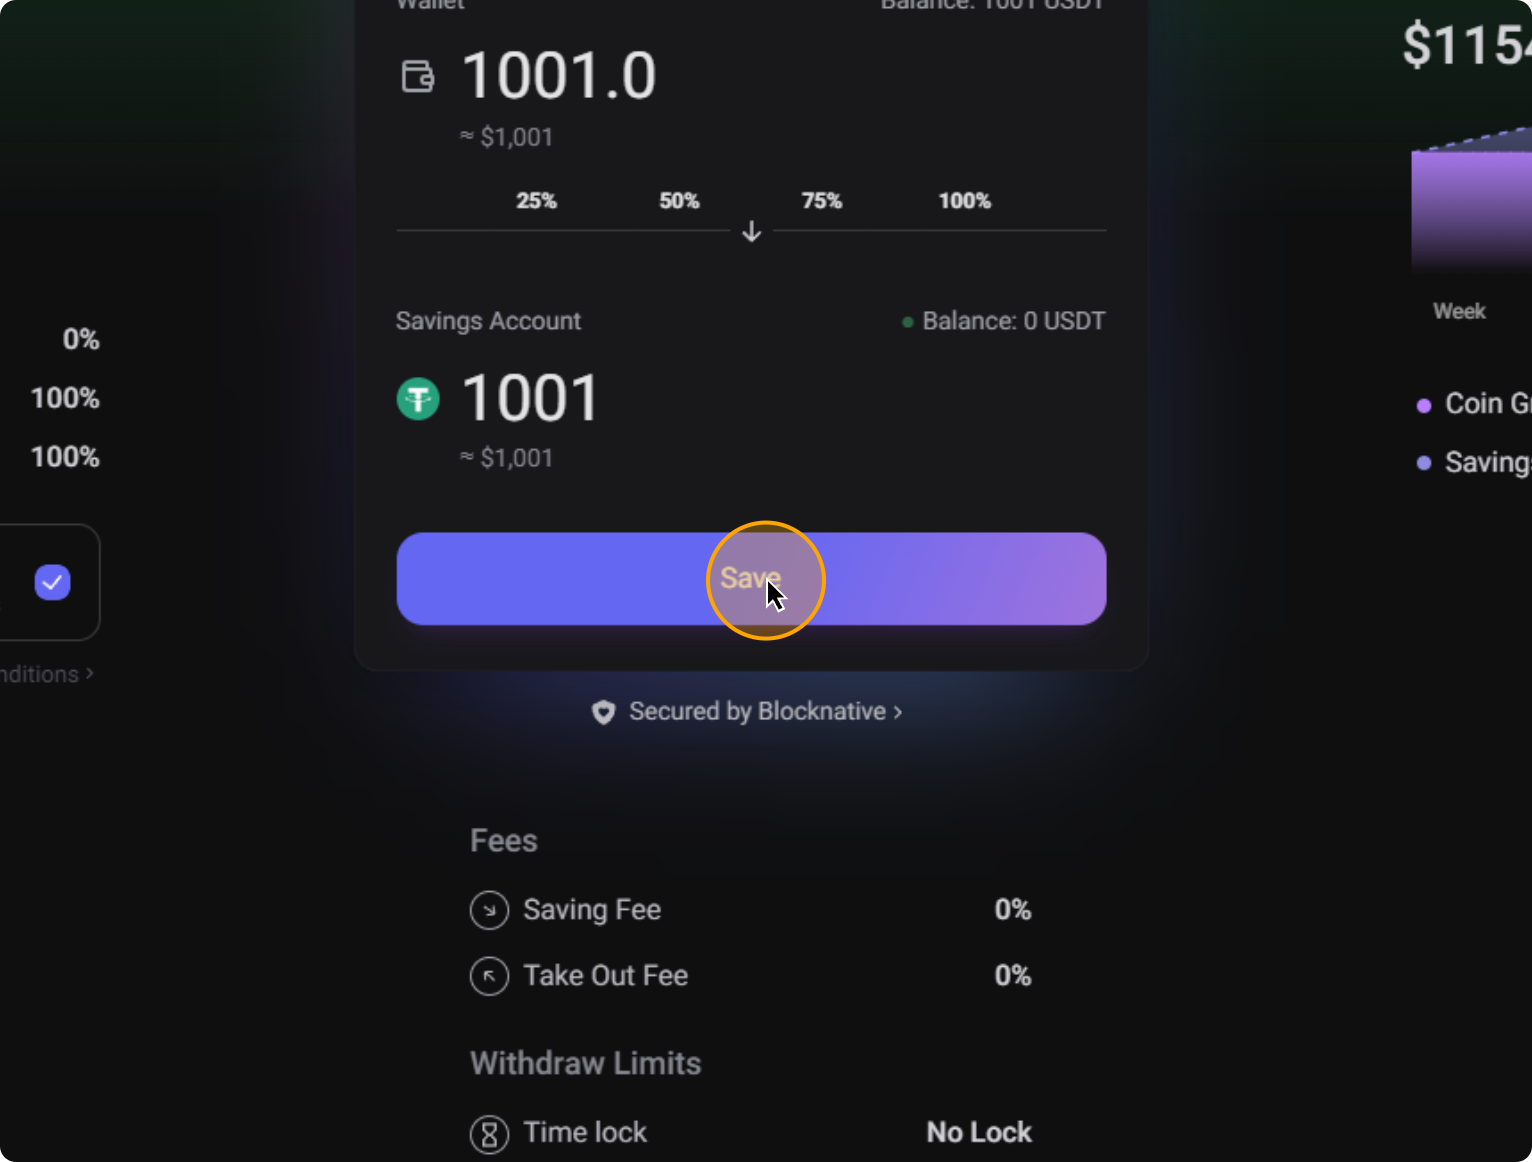 Wallet
Balance: 1001 USDT
1001.0
≈ $1,001
25% 50% 75% 100%
Savings Account
Balance: 0 USDT
1001
≈ $1,001
Save
Secured by Blocknative >
Fees
Saving Fee 0%
Take Out Fee 0%
Withdraw Limits
Time lock No Lock
0%
100%
100%
nditions >
$1154
Week
Coin G
Savings